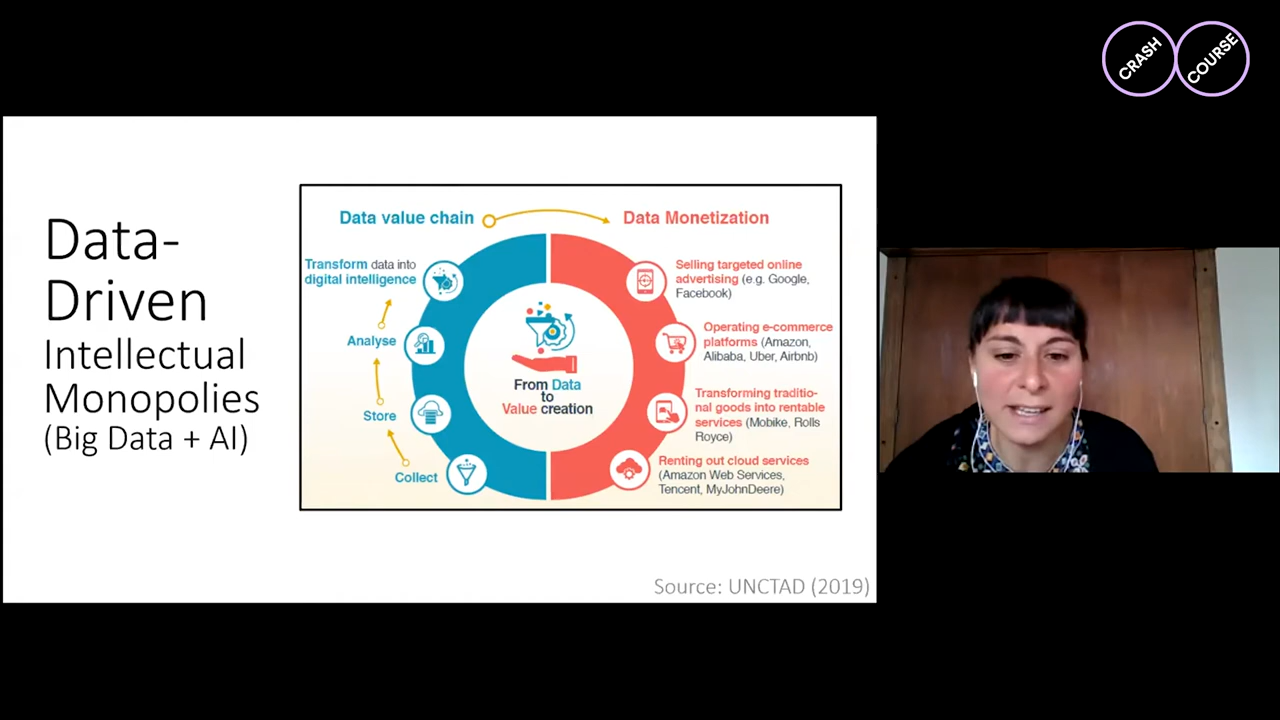 CRASH
COURSE
Data-
Driven
Intellectual
Monopolies
(Big Data + AI)
Data value chain
Data Monetization
Transform data into
digital intelligence
Analyse
Store
Collect
From Data
to
Value creation
Selling targeted online
advertising (e.g. Google,
Facebook)
Operating e-commerce
platforms (Amazon,
Alibaba, Uber, Airbnb)
Transforming traditio-
nal goods into rentable
services (Mobike, Rolls
Royce)
Renting out cloud services
(Amazon Web Services,
Tencent, MyJohnDeere)
Source: UNCTAD (2019)